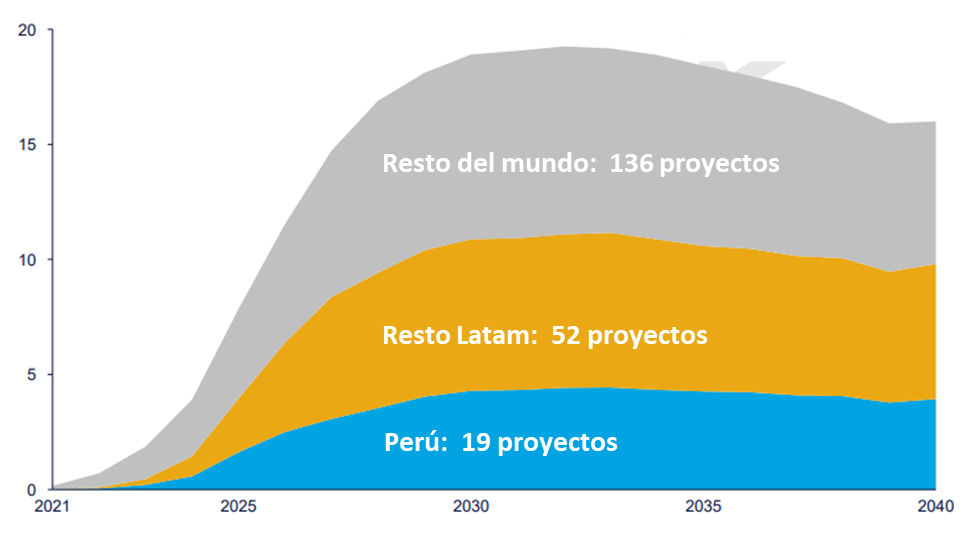 20
15
Resto del mundo:  136 proyectos
10
Resto Latam:  52 proyectos
5
Perú:  19 proyectos
0
2021 2025 2030 2035 2040